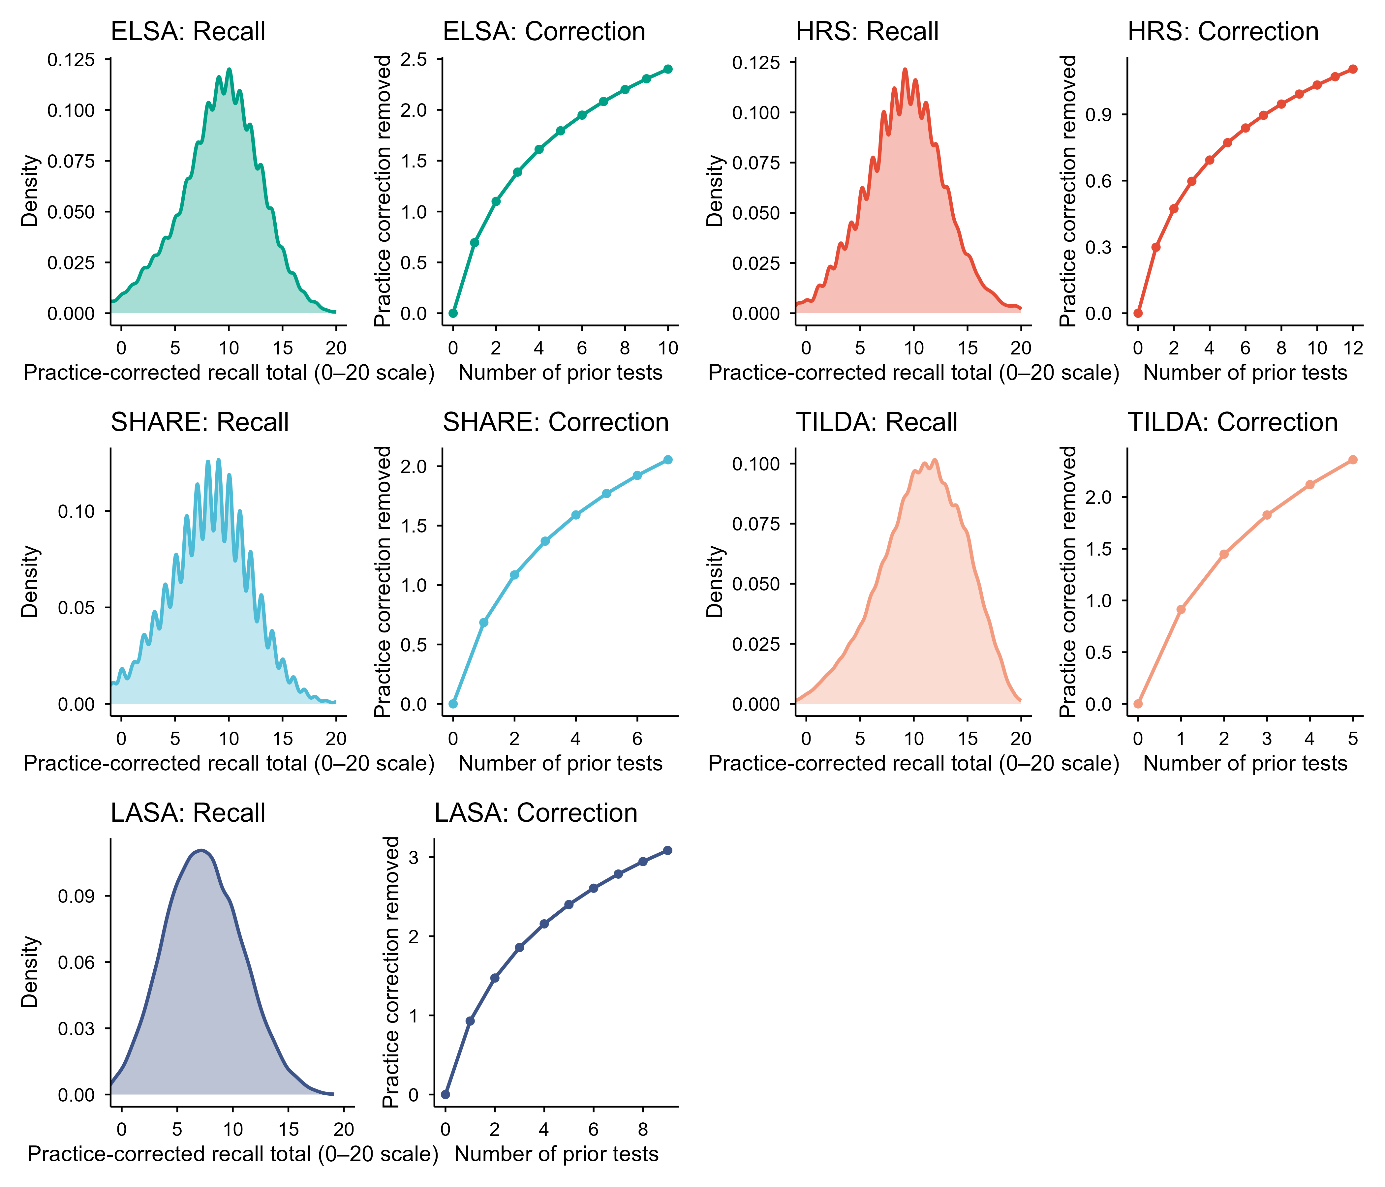 ELSA: Recall
Density
0.125
0.100
0.075
0.050
0.025
0.000
0 5 10 15 20
Practice-corrected recall total (0–20 scale)
ELSA: Correction
Practice correction removed
2.5
2.0
1.5
1.0
0.5
0.0
0 2 4 6 8 10
Number of prior tests
HRS: Recall
Density
0.125
0.100
0.075
0.050
0.025
0.000
0 5 10 15 20
Practice-corrected recall total (0–20 scale)
HRS: Correction
Practice correction removed
0.9
0.6
0.3
0.0
0 2 4 6 8 10 12
Number of prior tests
SHARE: Recall
Density
0.10
0.05
0.00
0 5 10 15 20
Practice-corrected recall total (0–20 scale)
SHARE: Correction
Practice correction removed
2.0
1.5
1.0
0.5
0.0
0 2 4 6
Number of prior tests
TILDA: Recall
Density
0.100
0.075
0.050
0.025
0.000
0 5 10 15 20
Practice-corrected recall total (0–20 scale)
TILDA: Correction
Practice correction removed
2.0
1.5
1.0
0.5
0.0
0 1 2 3 4 5
Number of prior tests
LASA: Recall
Density
0.09
0.06
0.03
0.00
0 5 10 15 20
Practice-corrected recall total (0–20 scale)
LASA: Correction
Practice correction removed
3
2
1
0
0 2 4 6 8
Number of prior tests